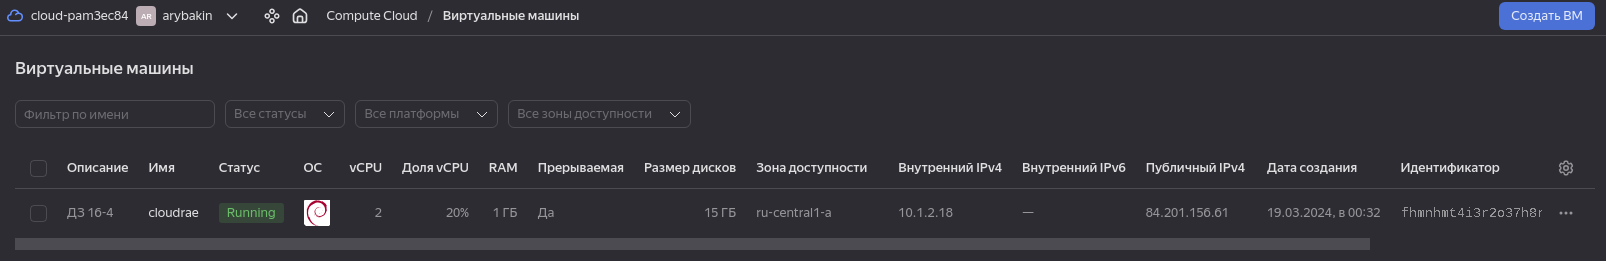 cloud-pam3ec84 AR arybakin Compute Cloud / Виртуальные машины Создать ВМ
Виртуальные машины
Фильтр по имени Все статусы Все платформы Все зоны доступности
Описание Имя Статус ОС vCPU Доля vCPU RAM Прерываемая Размер дисков Зона доступности Внутренний IPv4 Внутренний IPv6 Публичный IPv4 Дата создания Идентификатор
ДЗ 16-4 cloudrae Running 2 20% 1 ГБ Да 15 ГБ ru-central1-a 10.1.2.18 — 84.201.156.61 19.03.2024, в 00:32 fhmnhmt4i3r2o37h8r